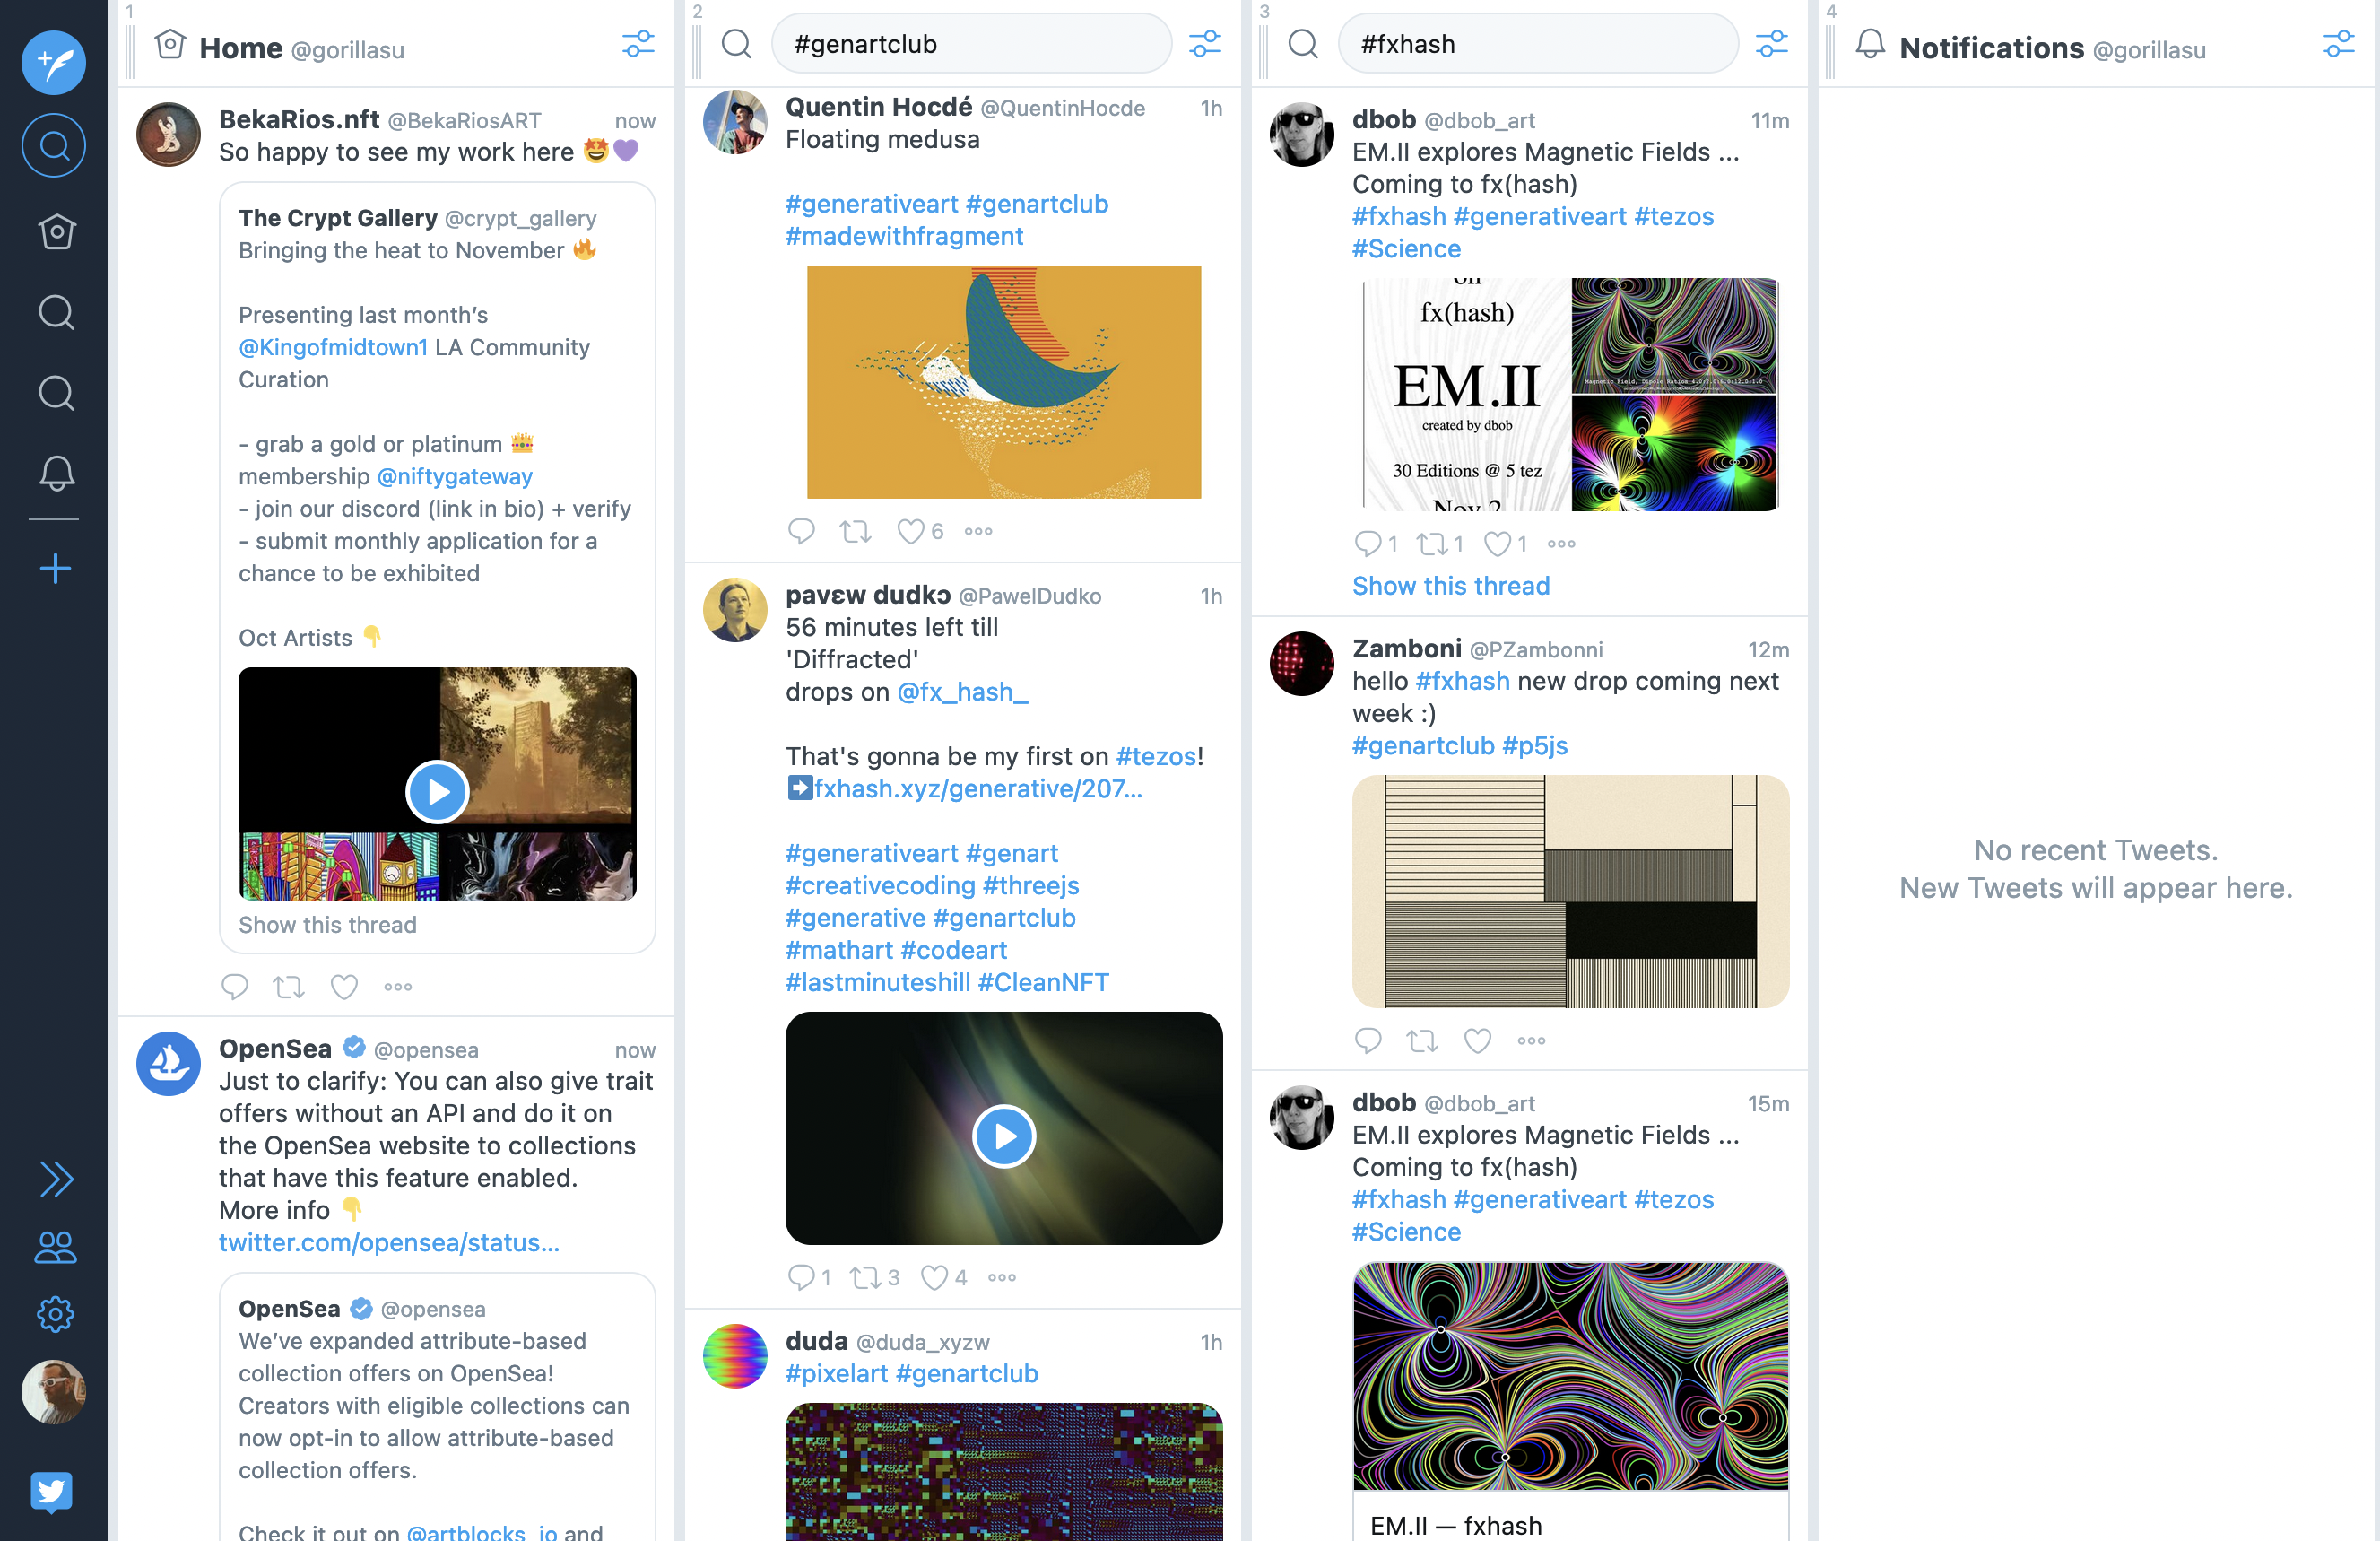 1
Home @gorillasu
BekaRios.nft @BekaRiosART now
So happy to see my work here 🤩💜
The Crypt Gallery @crypt_gallery
Bringing the heat to November 🔥
Presenting last month’s
@Kingofmidtown1 LA Community
Curation
- grab a gold or platinum 👑
membership @niftygateway
- join our discord (link in bio) + verify
- submit monthly application for a
chance to be exhibited
Oct Artists 👇
Show this thread
OpenSea @opensea now
Just to clarify: You can also give trait
offers without an API and do it on
the OpenSea website to collections
that have this feature enabled.
More info 👇
twitter.com/opensea/status...
OpenSea @opensea
We’ve expanded attribute-based
collection offers on OpenSea!
Creators with eligible collections can
now opt-in to allow attribute-based
collection offers.
Check it out on @artblocks_io and
2
#genartclub
Quentin Hocdé @QuentinHocde 1h
Floating medusa
#generativeart #genartclub
#madewithfragment
6
pavɛw dudkɔ @PawelDudko 1h
56 minutes left till
'Diffracted'
drops on @fx_hash_
That's gonna be my first on #tezos!
➡fxhash.xyz/generative/207...
#generativeart #genart
#creativecoding #threejs
#generative #genartclub
#mathart #codeart
#lastminuteshill #CleanNFT
1 3 4
duda @duda_xyzw 1h
#pixelart #genartclub
3
#fxhash
dbob @dbob_art 11m
EM.II explores Magnetic Fields ...
Coming to fx(hash)
#fxhash #generativeart #tezos
#Science
on
fx(hash)
EM.II
created by dbob
30 Editions @ 5 tez
Nov 2
1 1 1
Show this thread
Zamboni @PZambonni 12m
hello #fxhash new drop coming next
week :)
#genartclub #p5js
dbob @dbob_art 15m
EM.II explores Magnetic Fields ...
Coming to fx(hash)
#fxhash #generativeart #tezos
#Science
EM.II — fxhash
4
Notifications @gorillasu
No recent Tweets.
New Tweets will appear here.